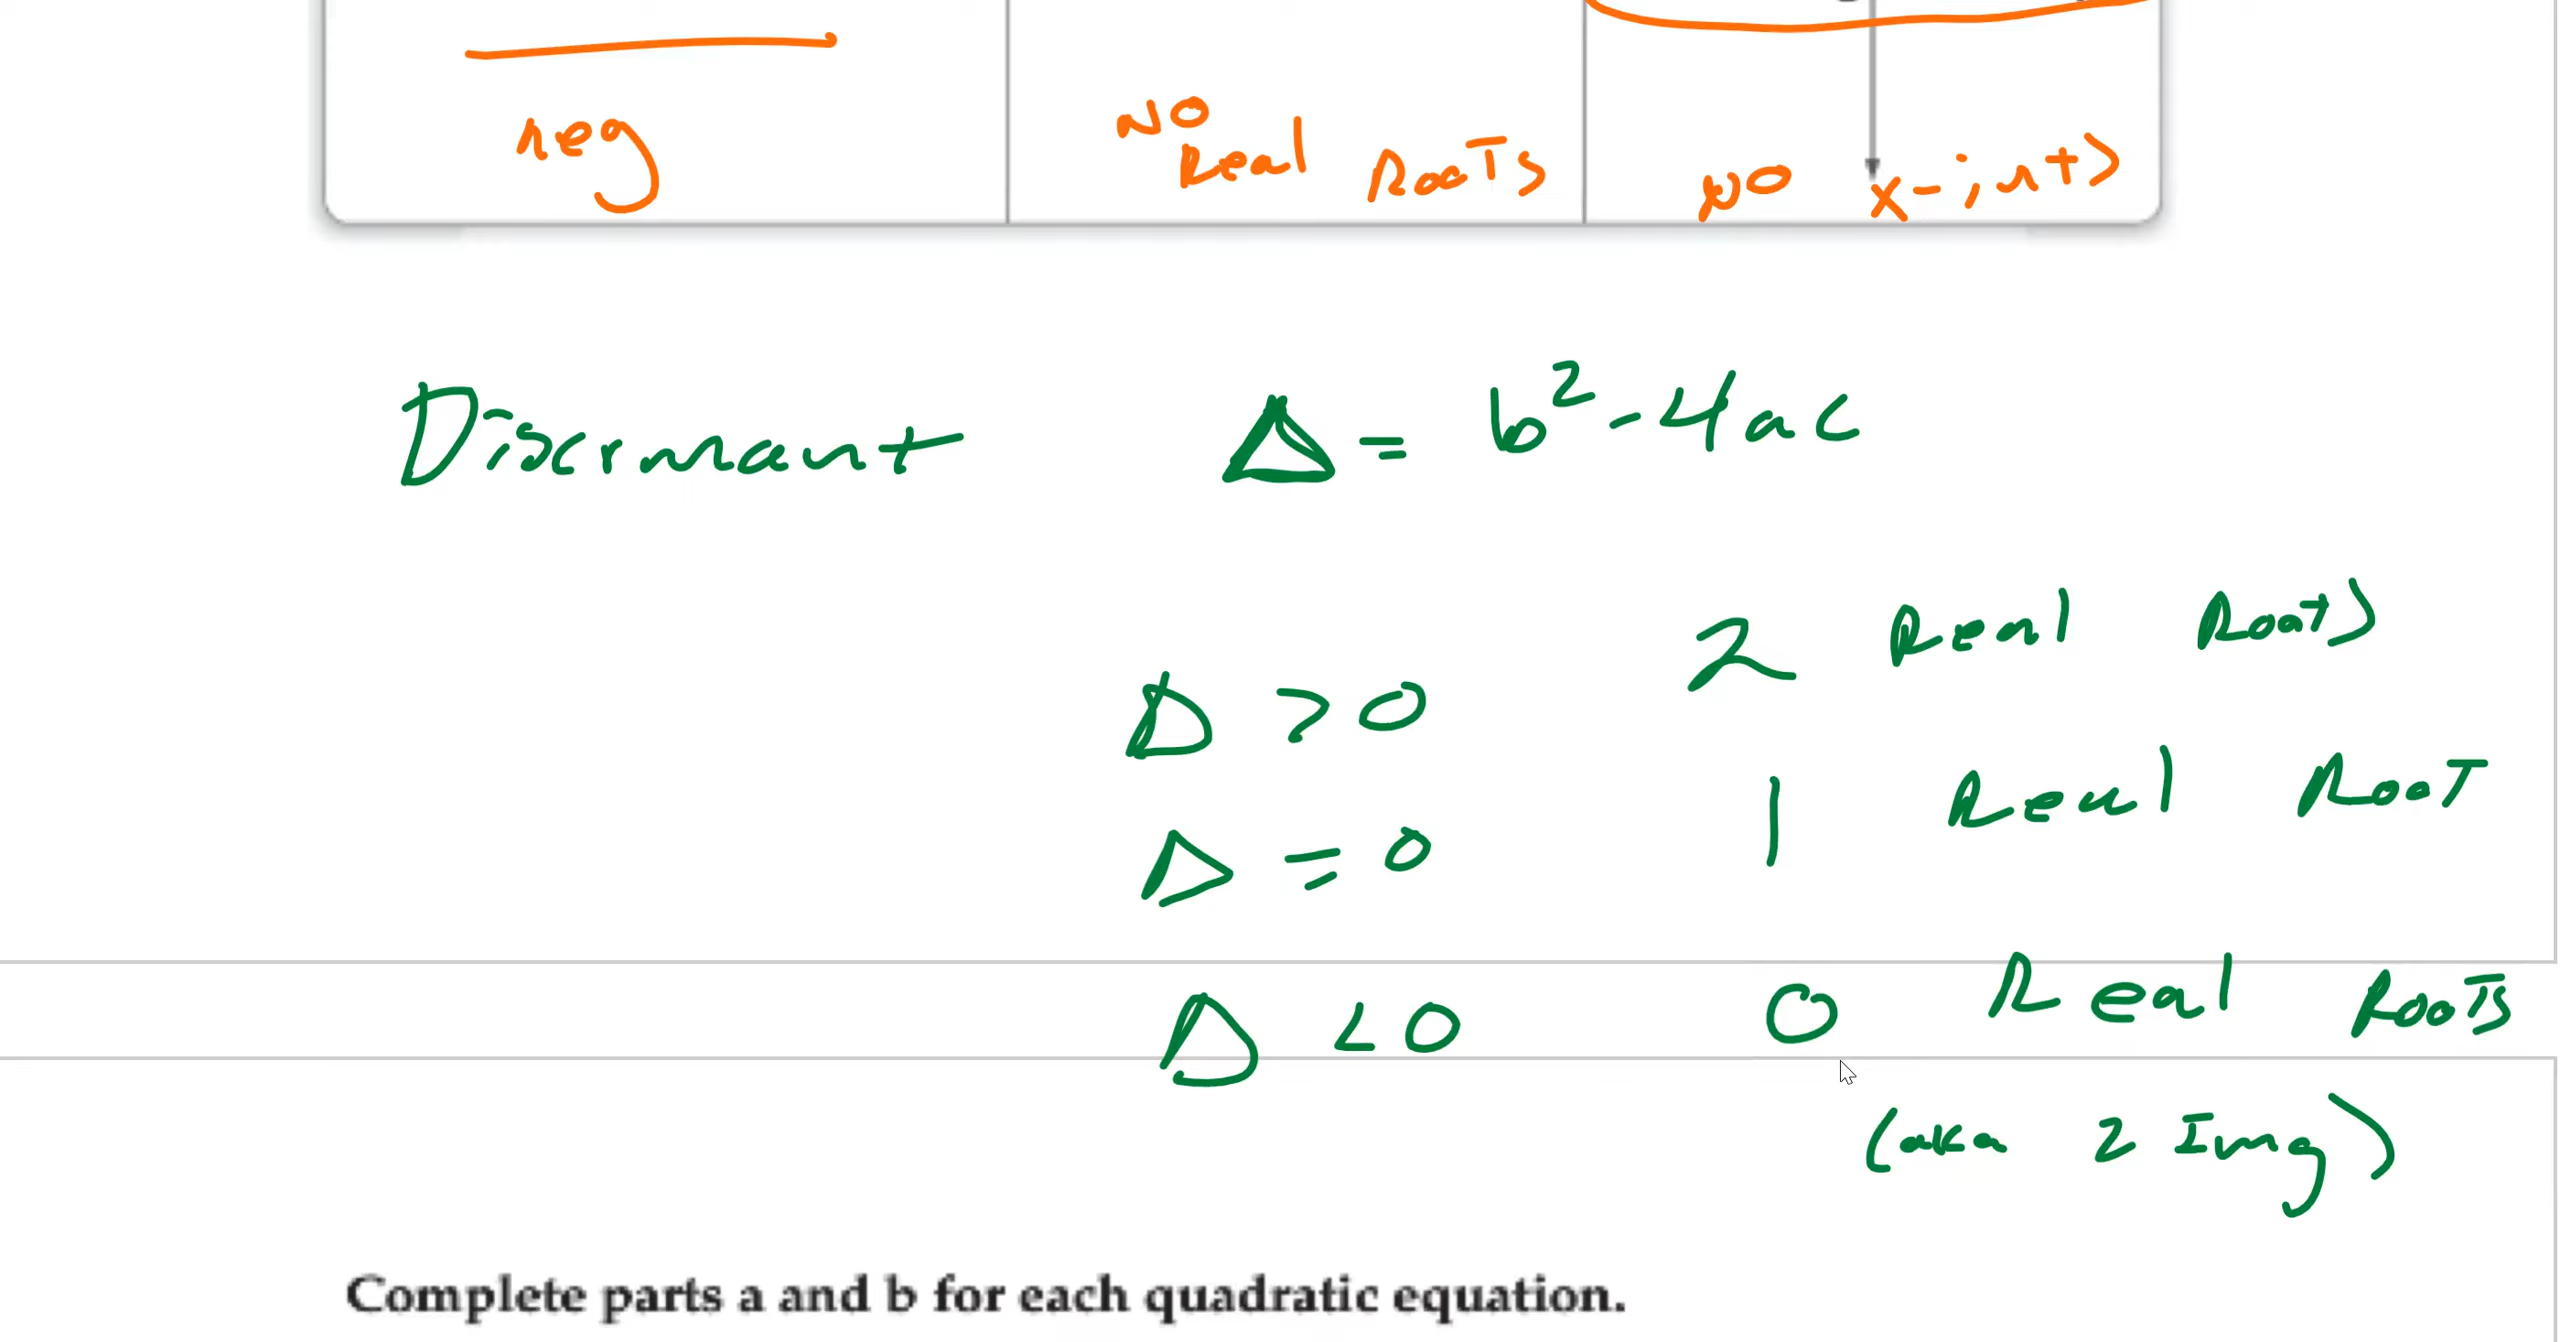 neg
NO Real Roots
NO x-ints
Discrmant Δ = b²-4ac
Δ > 0 2 Real Roots
Δ = 0 1 Real Root
Δ < 0 0 Real Roots
(aka 2 Img)
Complete parts a and b for each quadratic equation.